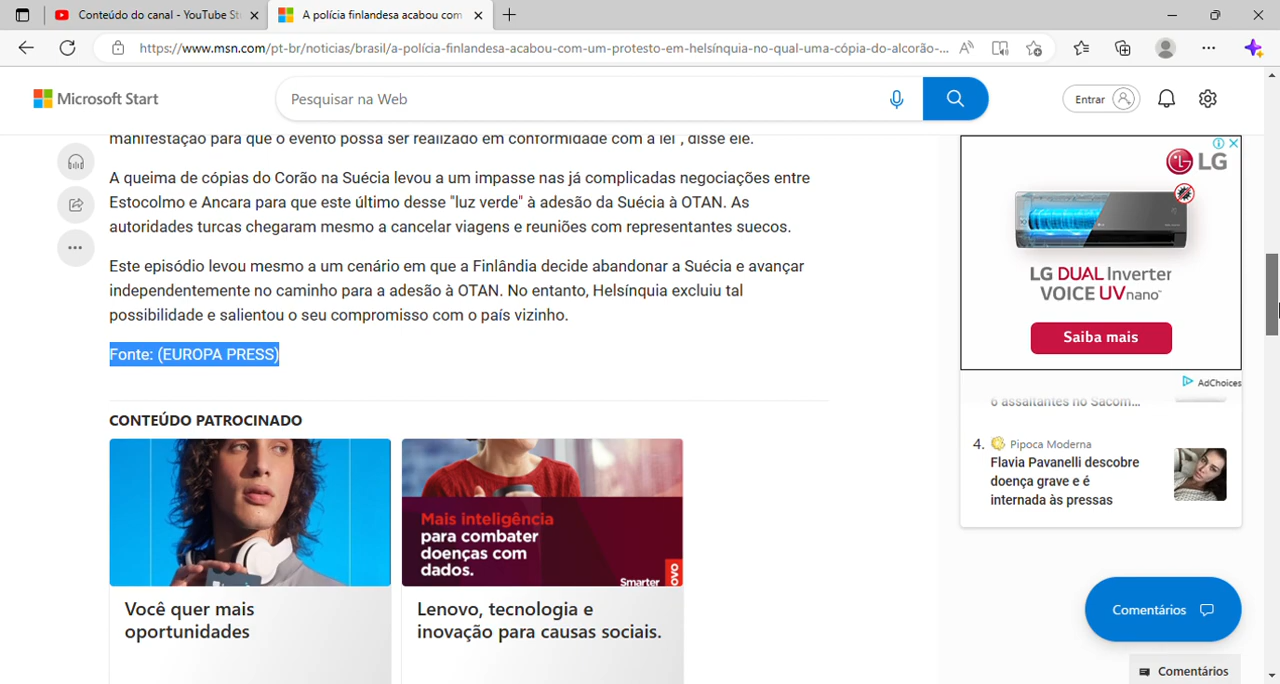 Conteúdo do canal - YouTube St
A polícia finlandesa acabou com
https://www.msn.com/pt-br/noticias/brasil/a-polícia-finlandesa-acabou-com-um-protesto-em-helsínquia-no-qual-uma-cópia-do-alcorão-...
Microsoft Start
Pesquisar na Web
Entrar
manifestação para que o evento possa ser realizado em conformidade com a lei", disse ele.
A queima de cópias do Corão na Suécia levou a um impasse nas já complicadas negociações entre
Estocolmo e Ancara para que este último desse "luz verde" à adesão da Suécia à OTAN. As
autoridades turcas chegaram mesmo a cancelar viagens e reuniões com representantes suecos.
Este episódio levou mesmo a um cenário em que a Finlândia decide abandonar a Suécia e avançar
independentemente no caminho para a adesão à OTAN. No entanto, Helsínquia excluiu tal
possibilidade e salientou o seu compromisso com o país vizinho.
Fonte: (EUROPA PRESS)
CONTEÚDO PATROCINADO
Mais inteligência
para combater
doenças com
dados.
Smarter
Você quer mais
oportunidades
Lenovo, tecnologia e
inovação para causas sociais.
LG
LG DUAL Inverter
VOICE UVnano™
Saiba mais
AdChoices
6 assaltantes no Sacom...
4. Pipoca Moderna
Flavia Pavanelli descobre
doença grave e é
internada às pressas
Comentários
Comentários